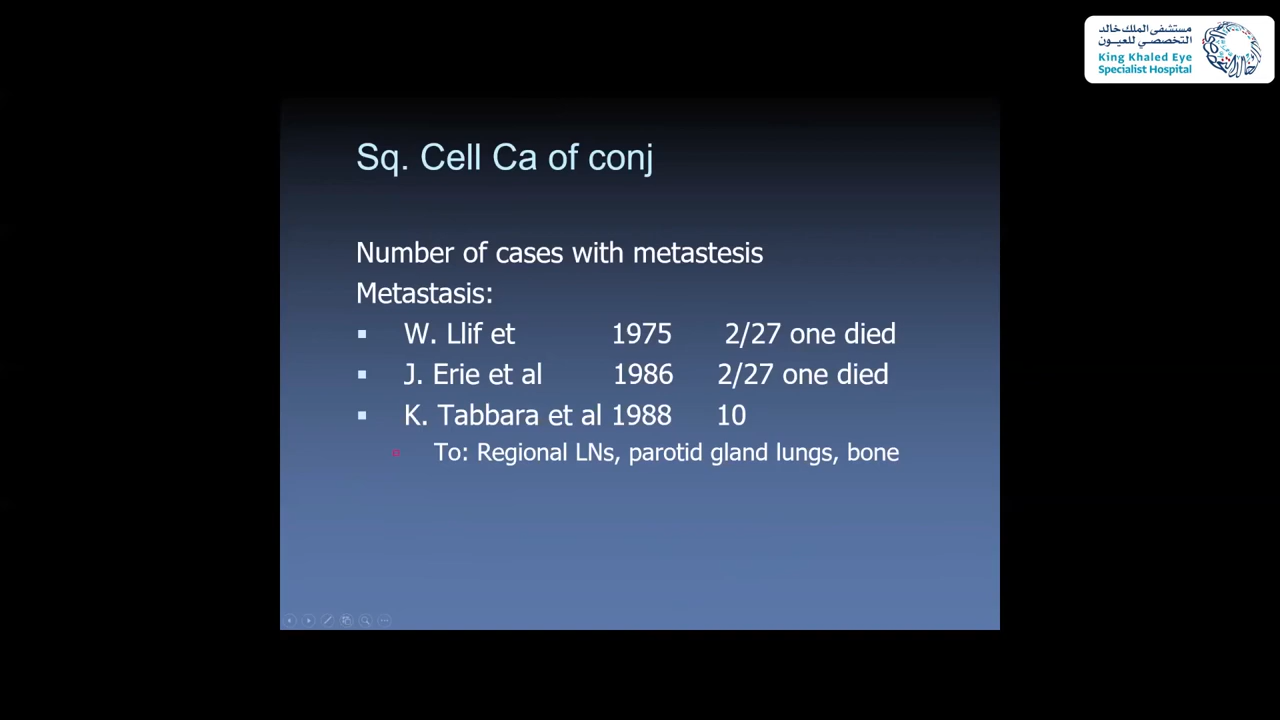 مستشفى الملك خالد
التخصصي للعيون
King Khaled Eye
Specialist Hospital
Sq. Cell Ca of conj
Number of cases with metastesis
Metastasis:
W. Llif et 1975 2/27 one died
J. Erie et al 1986 2/27 one died
K. Tabbara et al 1988 10
To: Regional LNs, parotid gland lungs, bone